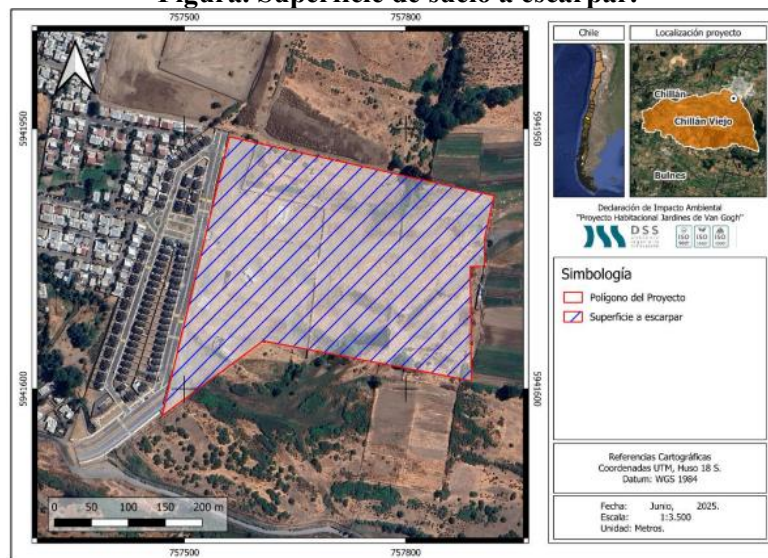 Figura. Superficie de suelo a escarpar.
757500
757800
5941950
5941600
5941950
5941600
0 50 100 150 200 m
757500
757800
Chile
Localización proyecto
Chillán
Chillán Viejo
Bulnes
Declaración de Impacto Ambiental
"Proyecto Habitacional Jardines de Van Gogh"
DSS
ISO
ISO
ISO
Simbología
Polígono del Proyecto
Superficie a escarpar
Referencias Cartográficas
Coordenadas UTM, Huso 18 S.
Datum: WGS 1984
Fecha: Junio, 2025.
Escala: 1:3.500
Unidad: Metros.